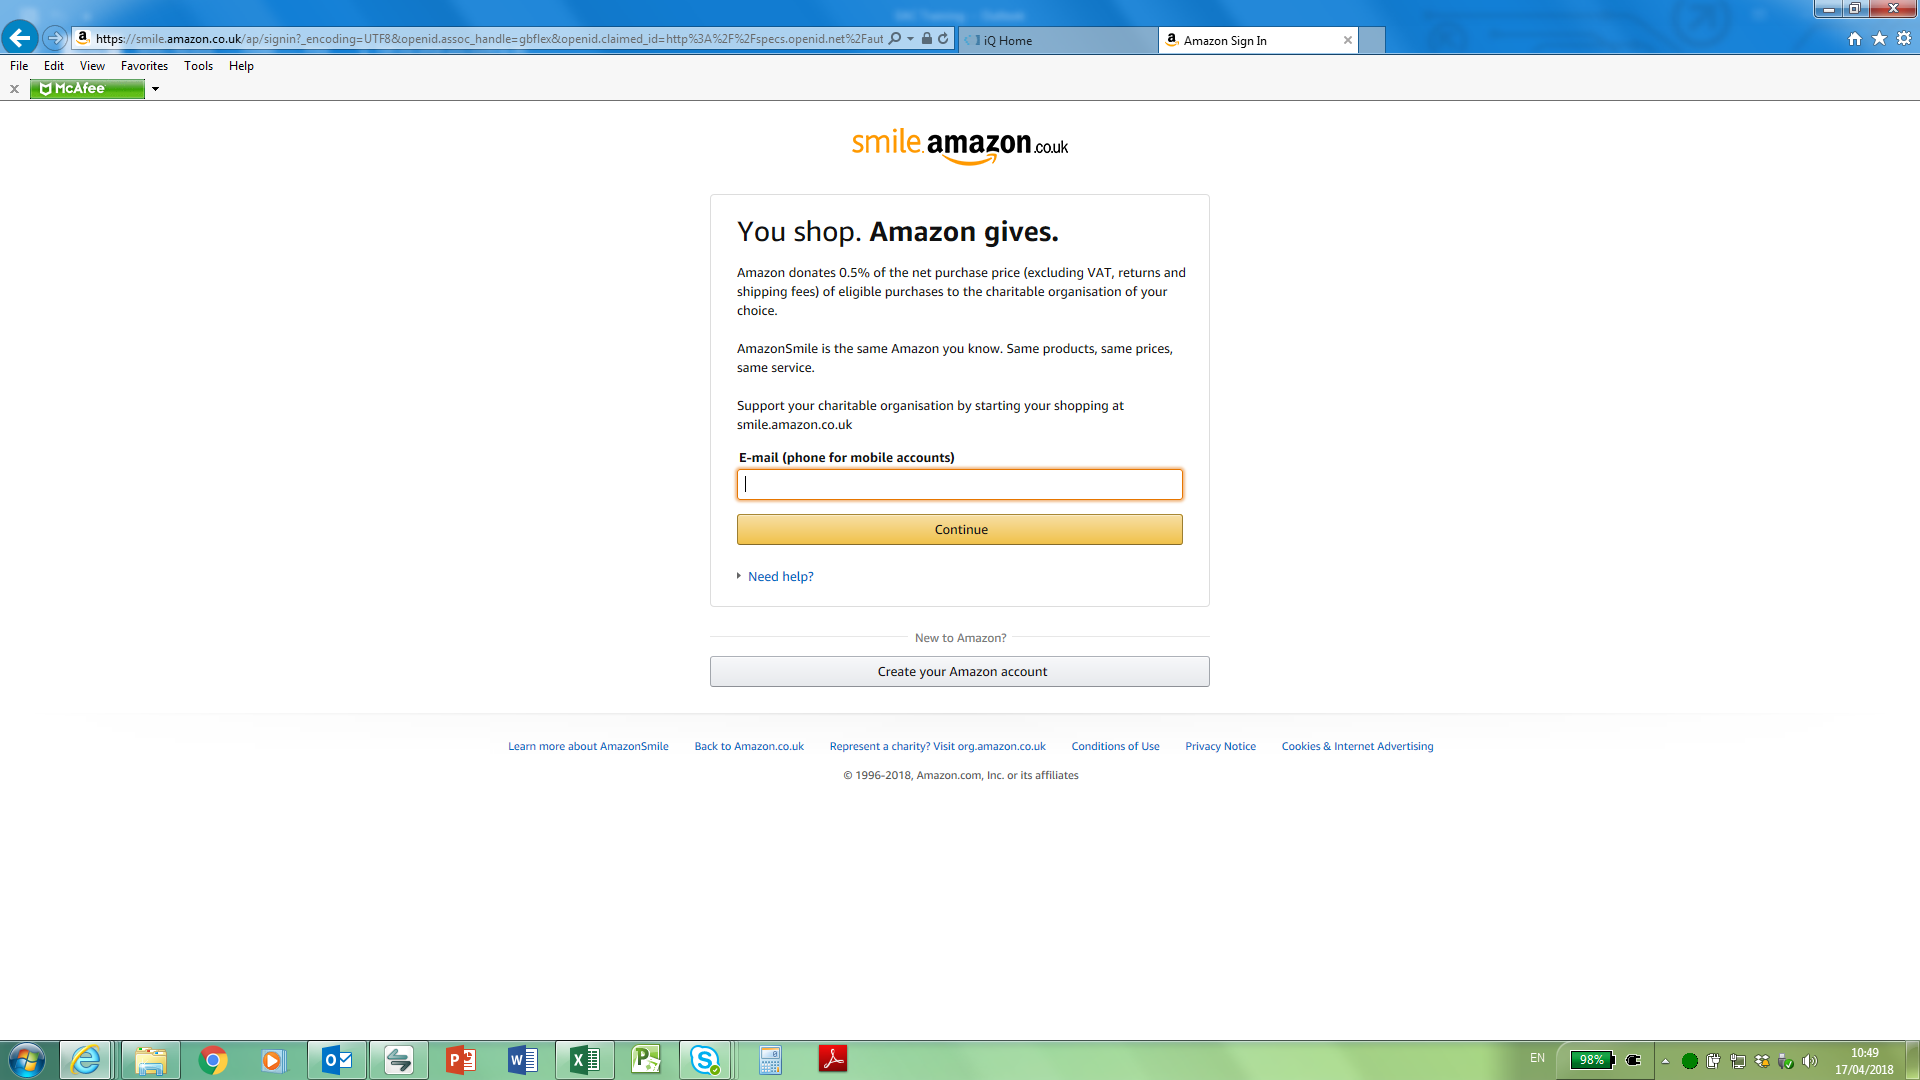 https://smile.amazon.co.uk/ap/signin?_encoding=UTF8&openid.assoc_handle=gbflex&openid.claimed_id=http%3A%2F%2Fspecs.openid.net%2Faut
iQ Home
Amazon Sign In
File Edit View Favorites Tools Help
McAfee
smile.amazon.co.uk
You shop. Amazon gives.
Amazon donates 0.5% of the net purchase price (excluding VAT, returns and
shipping fees) of eligible purchases to the charitable organisation of your
choice.
AmazonSmile is the same Amazon you know. Same products, same prices,
same service.
Support your charitable organisation by starting your shopping at
smile.amazon.co.uk
E-mail (phone for mobile accounts)
Continue
Need help?
New to Amazon?
Create your Amazon account
Learn more about AmazonSmile Back to Amazon.co.uk Represent a charity? Visit org.amazon.co.uk Conditions of Use Privacy Notice Cookies & Internet Advertising
© 1996-2018, Amazon.com, Inc. or its affiliates
EN
98%
10:49
17/04/2018